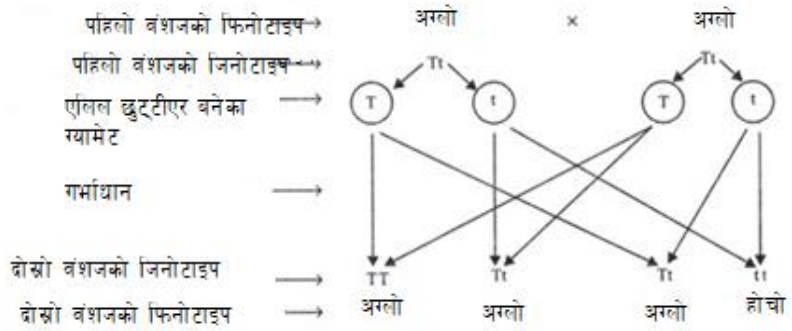 पहिलो वंशजको फिनोटाइप → अग्लो × अग्लो
पहिलो वंशजको जिनोटाइप → Tt Tt
एलिल छुट्टीएर बनेका → T t T t
ग्यामेट
गर्भाधान →
दोस्रो वंशजको जिनोटाइप → TT Tt Tt tt
दोस्रो वंशजको फिनोटाइप → अग्लो अग्लो अग्लो होचो